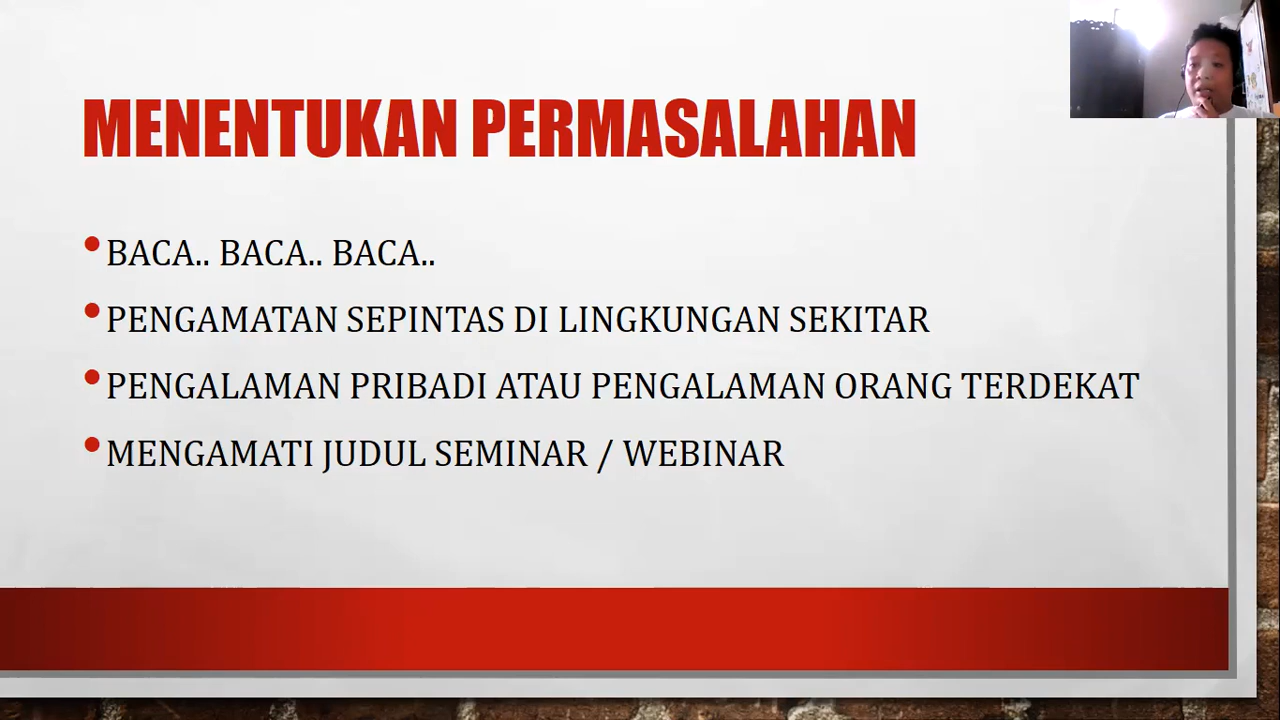 MENENTUKAN PERMASALAHAN
BACA.. BACA.. BACA..
PENGAMATAN SEPINTAS DI LINGKUNGAN SEKITAR
PENGALAMAN PRIBADI ATAU PENGALAMAN ORANG TERDEKAT
MENGAMATI JUDUL SEMINAR / WEBINAR